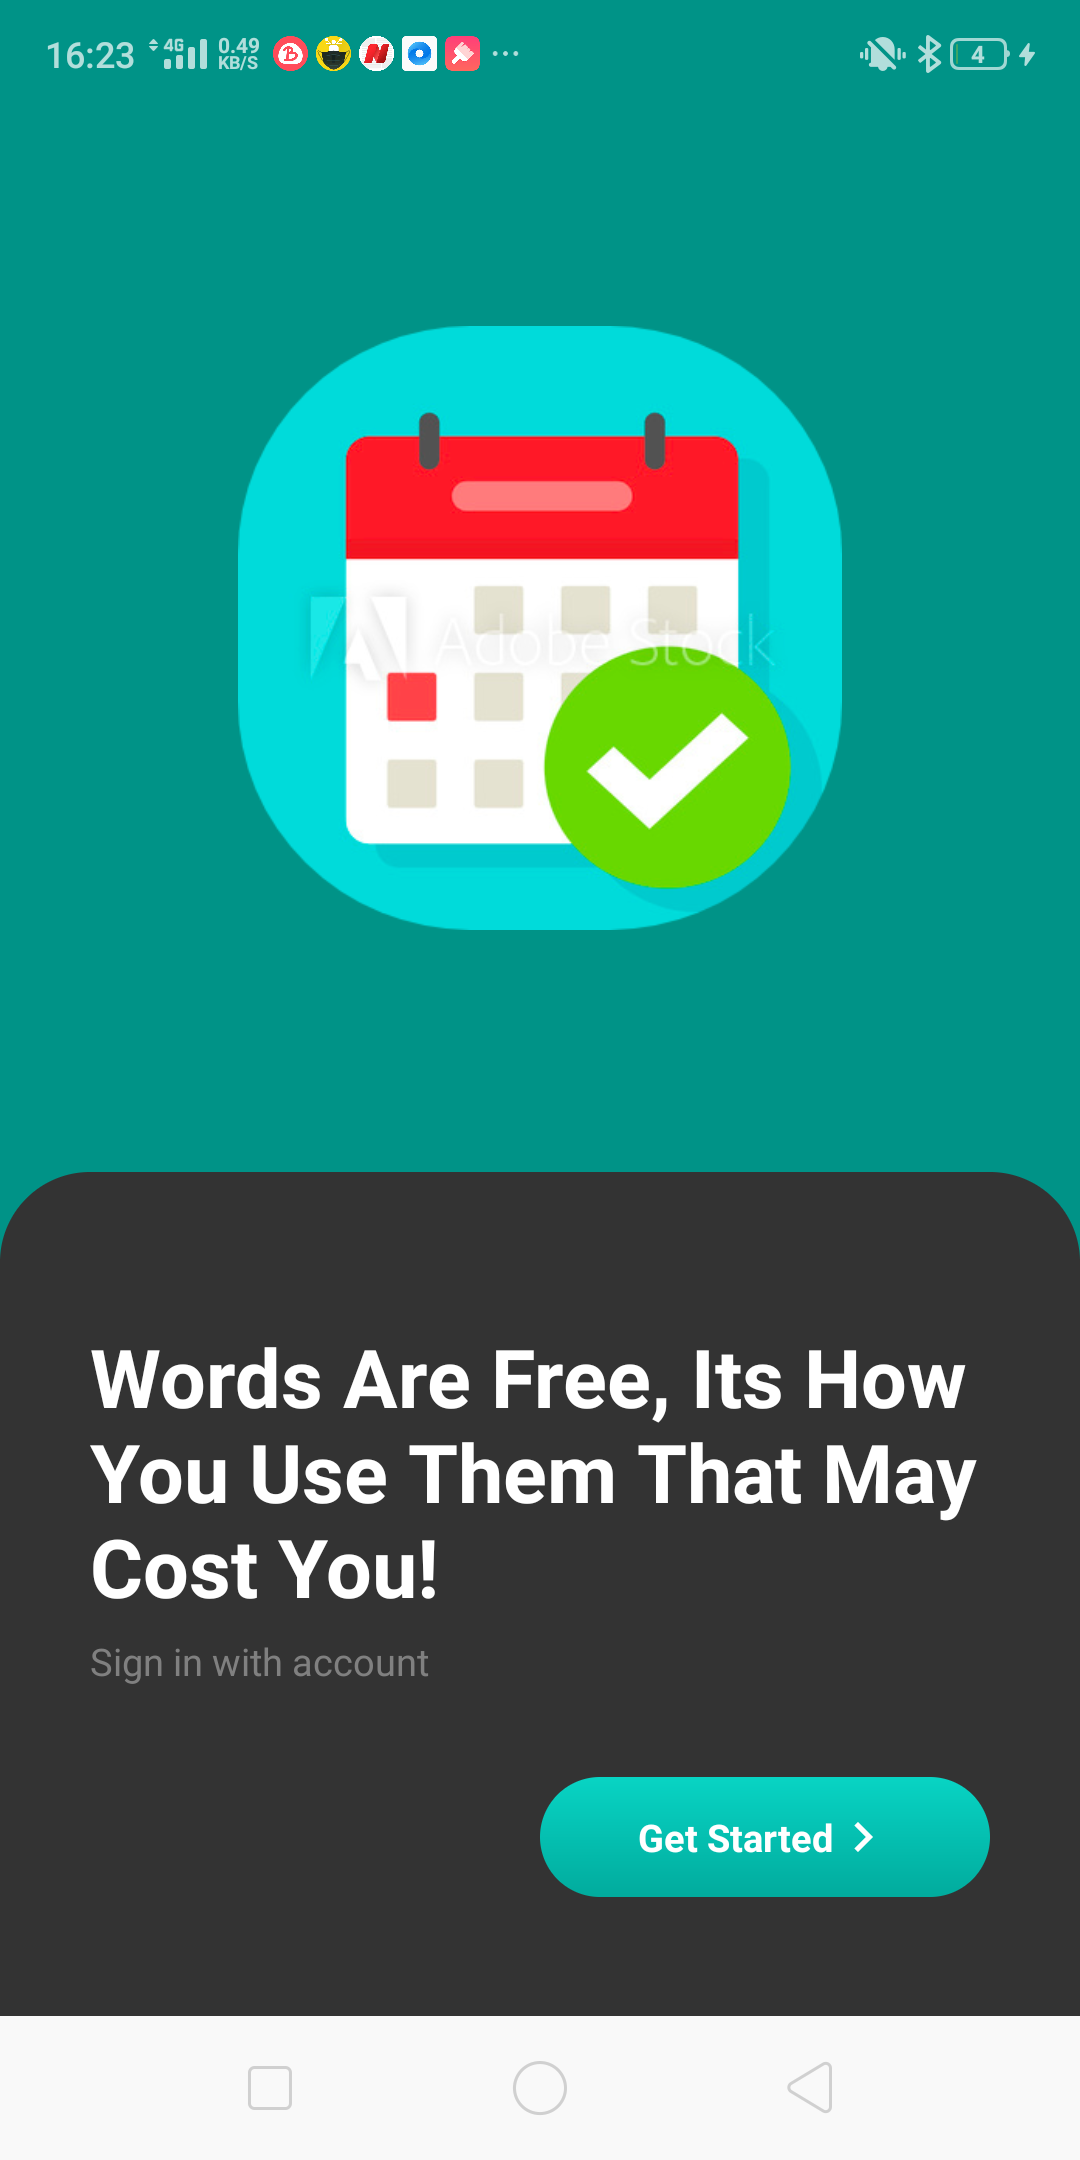 16:23 4G 0.49 KB/S 4
Adobe Stock
Words Are Free, Its How
You Use Them That May
Cost You!
Sign in with account
Get Started